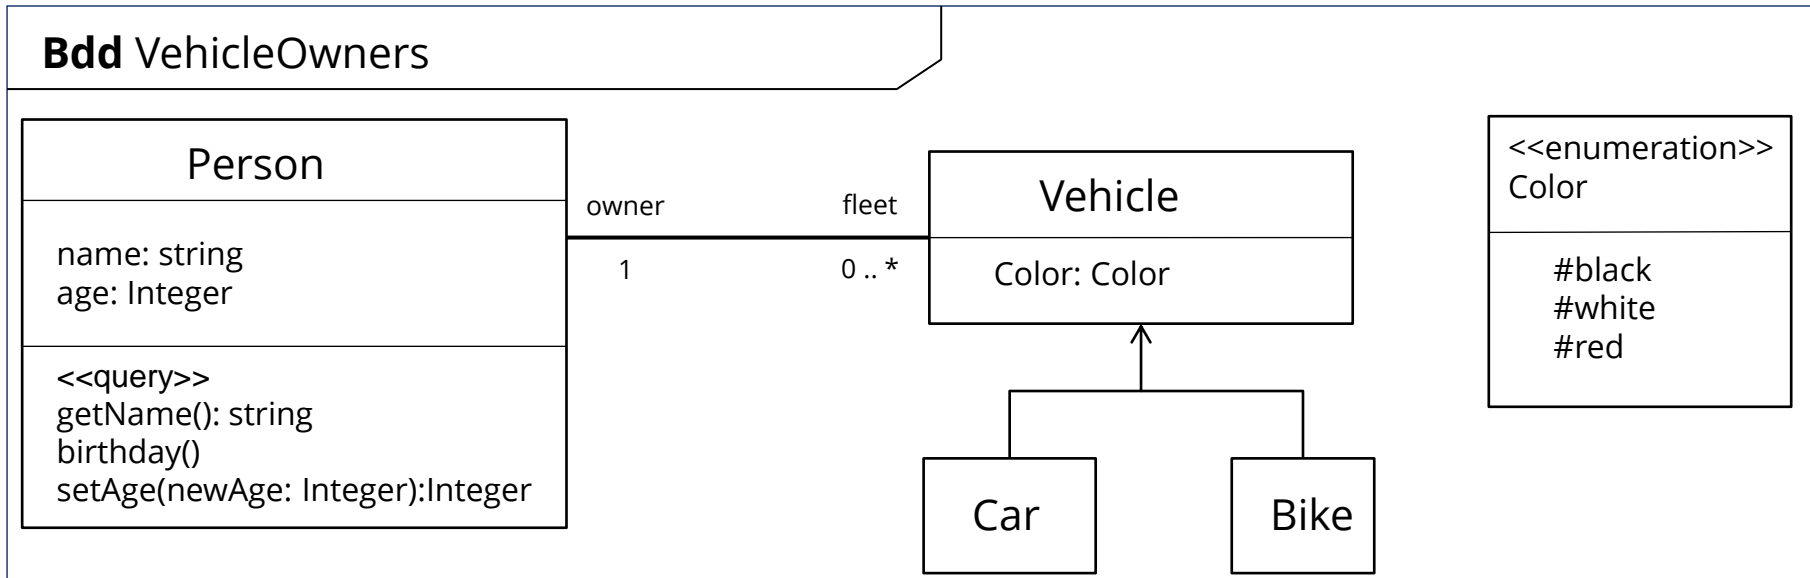 Bdd VehicleOwners
Person
name: string
age: Integer
<<query>>
getName(): string
birthday()
setAge(newAge: Integer):Integer
owner
fleet
1
0 .. *
Vehicle
Color: Color
Car
Bike
<<enumeration>>
Color
#black
#white
#red